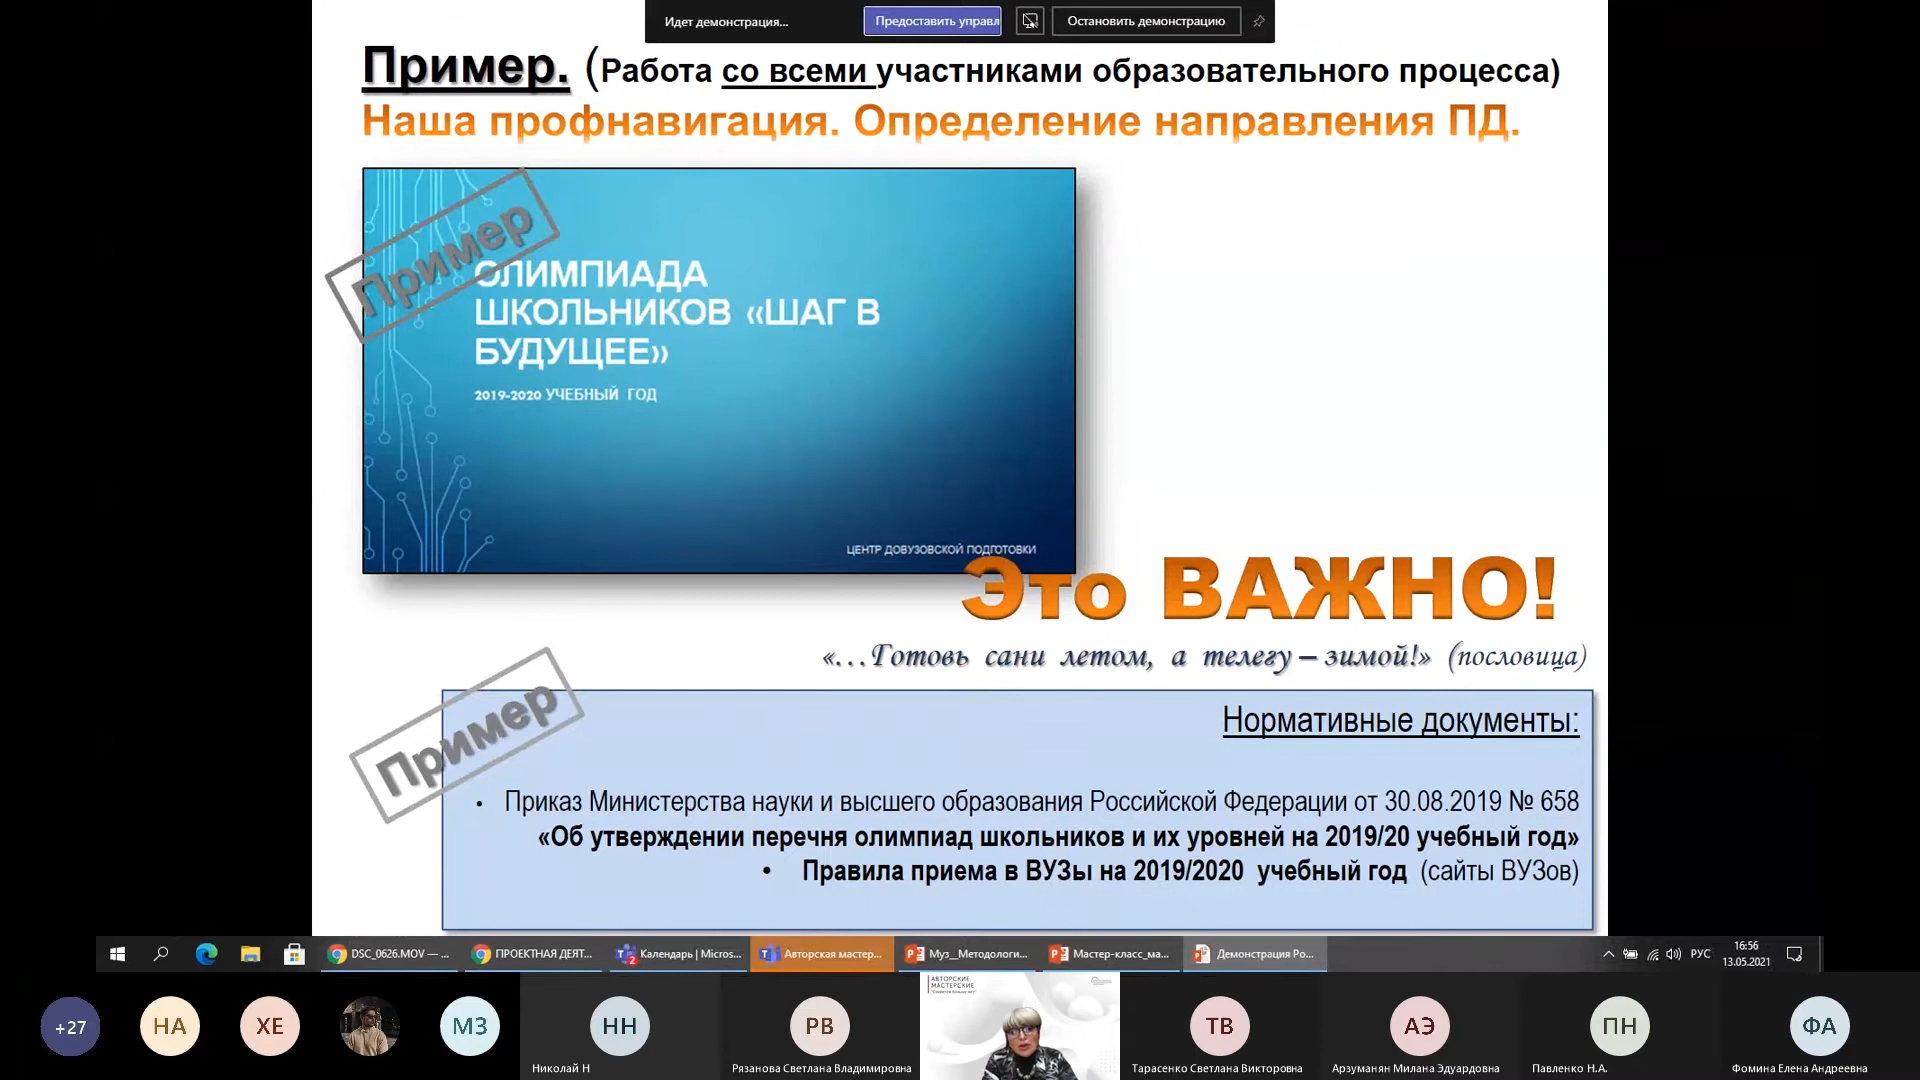 Идет демонстрация...
Предоставить управл
Остановить демонстрацию
Пример. (Работа со всеми участниками образовательного процесса)
Наша профнавигация. Определение направления ПД.
Пример
ОЛИМПИАДА
ШКОЛЬНИКОВ «ШАГ В
БУДУЩЕЕ»
2019-2020 УЧЕБНЫЙ ГОД
ЦЕНТР ДОВУЗОВСКОЙ ПОДГОТОВКИ
Это ВАЖНО!
«...Готовь сани летом, а телегу – зимой!» (пословица)
Пример
Нормативные документы:
• Приказ Министерства науки и высшего образования Российской Федерации от 30.08.2019 № 658
«Об утверждении перечня олимпиад школьников и их уровней на 2019/20 учебный год»
• Правила приема в ВУЗы на 2019/2020 учебный год (сайты ВУЗов)
DSC_0626.MOV — ...
ПРОЕКТНАЯ ДЕЯТ...
2
Календарь | Micros...
Авторская мастер...
Муз_Методологи...
Мастер-класс_ма...
Демонстрация Po...
РУС
16:56
13.05.2021
+27
НА
ХЕ
МЗ
НН
Николай Н
РВ
Рязанова Светлана Владимировна
АВТОРСКИЕ
МАСТЕРСКИЕ
ТВ
Тарасенко Светлана Викторовна
АЭ
Арзуманян Милана Эдуардовна
ПН
Павленко Н.А.
ФА
Фомина Елена Андреевна